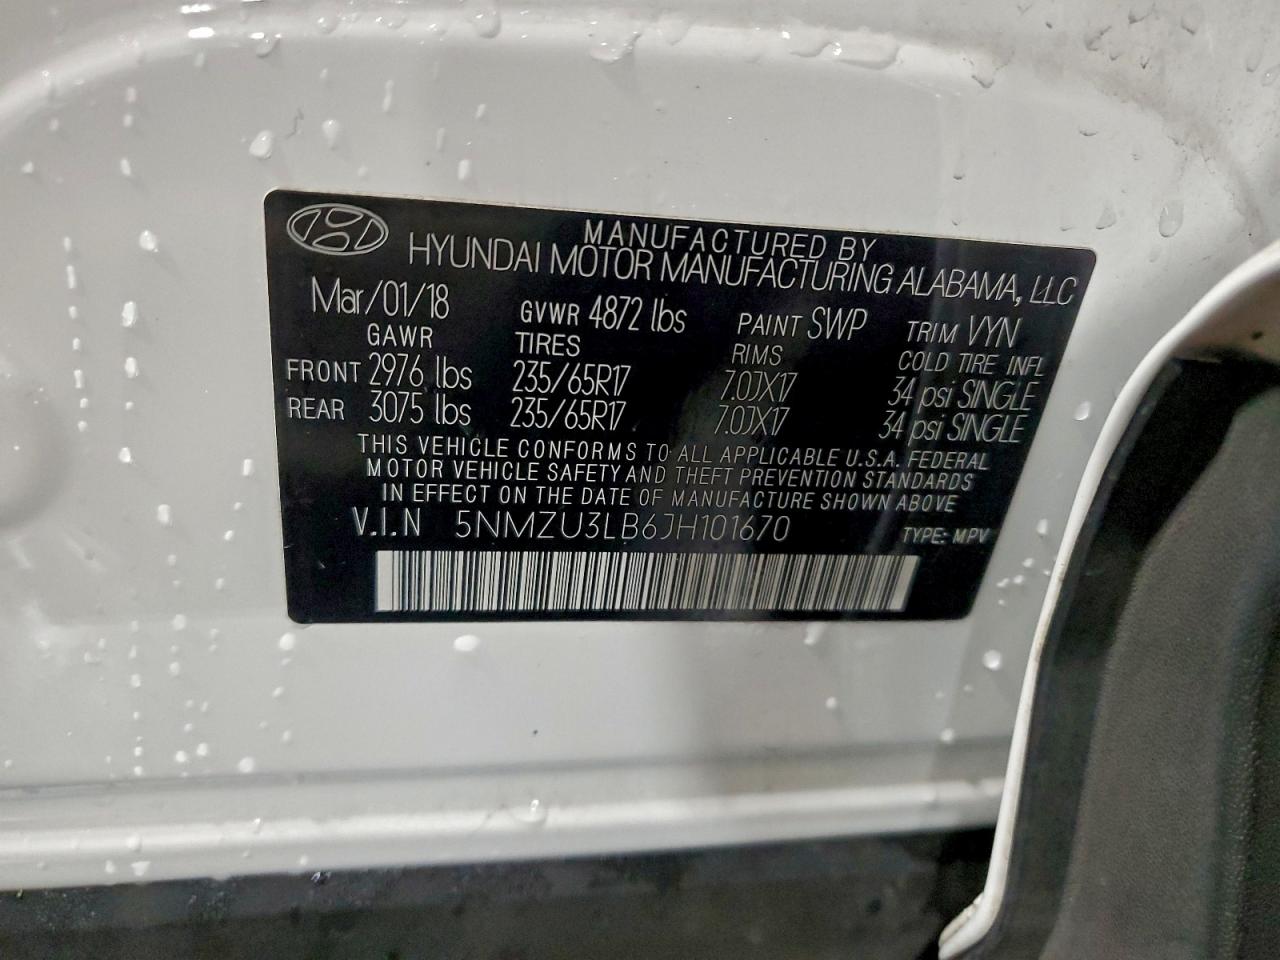 MANUFACTURED BY
HYUNDAI MOTOR MANUFACTURING ALABAMA, LLC
Mar/01/18 GVWR 4872 lbs PAINT SWP TRIM VYN
GAWR TIRES RIMS COLD TIRE INFL
FRONT 2976 lbs 235/65R17 7.0JX17 34 psi SINGLE
REAR 3075 lbs 235/65R17 7.0JX17 34 psi SINGLE
THIS VEHICLE CONFORMS TO ALL APPLICABLE U.S.A. FEDERAL
MOTOR VEHICLE SAFETY AND THEFT PREVENTION STANDARDS
IN EFFECT ON THE DATE OF MANUFACTURE SHOWN ABOVE
V.I.N 5NMZU3LB6JH101670 TYPE: MPV